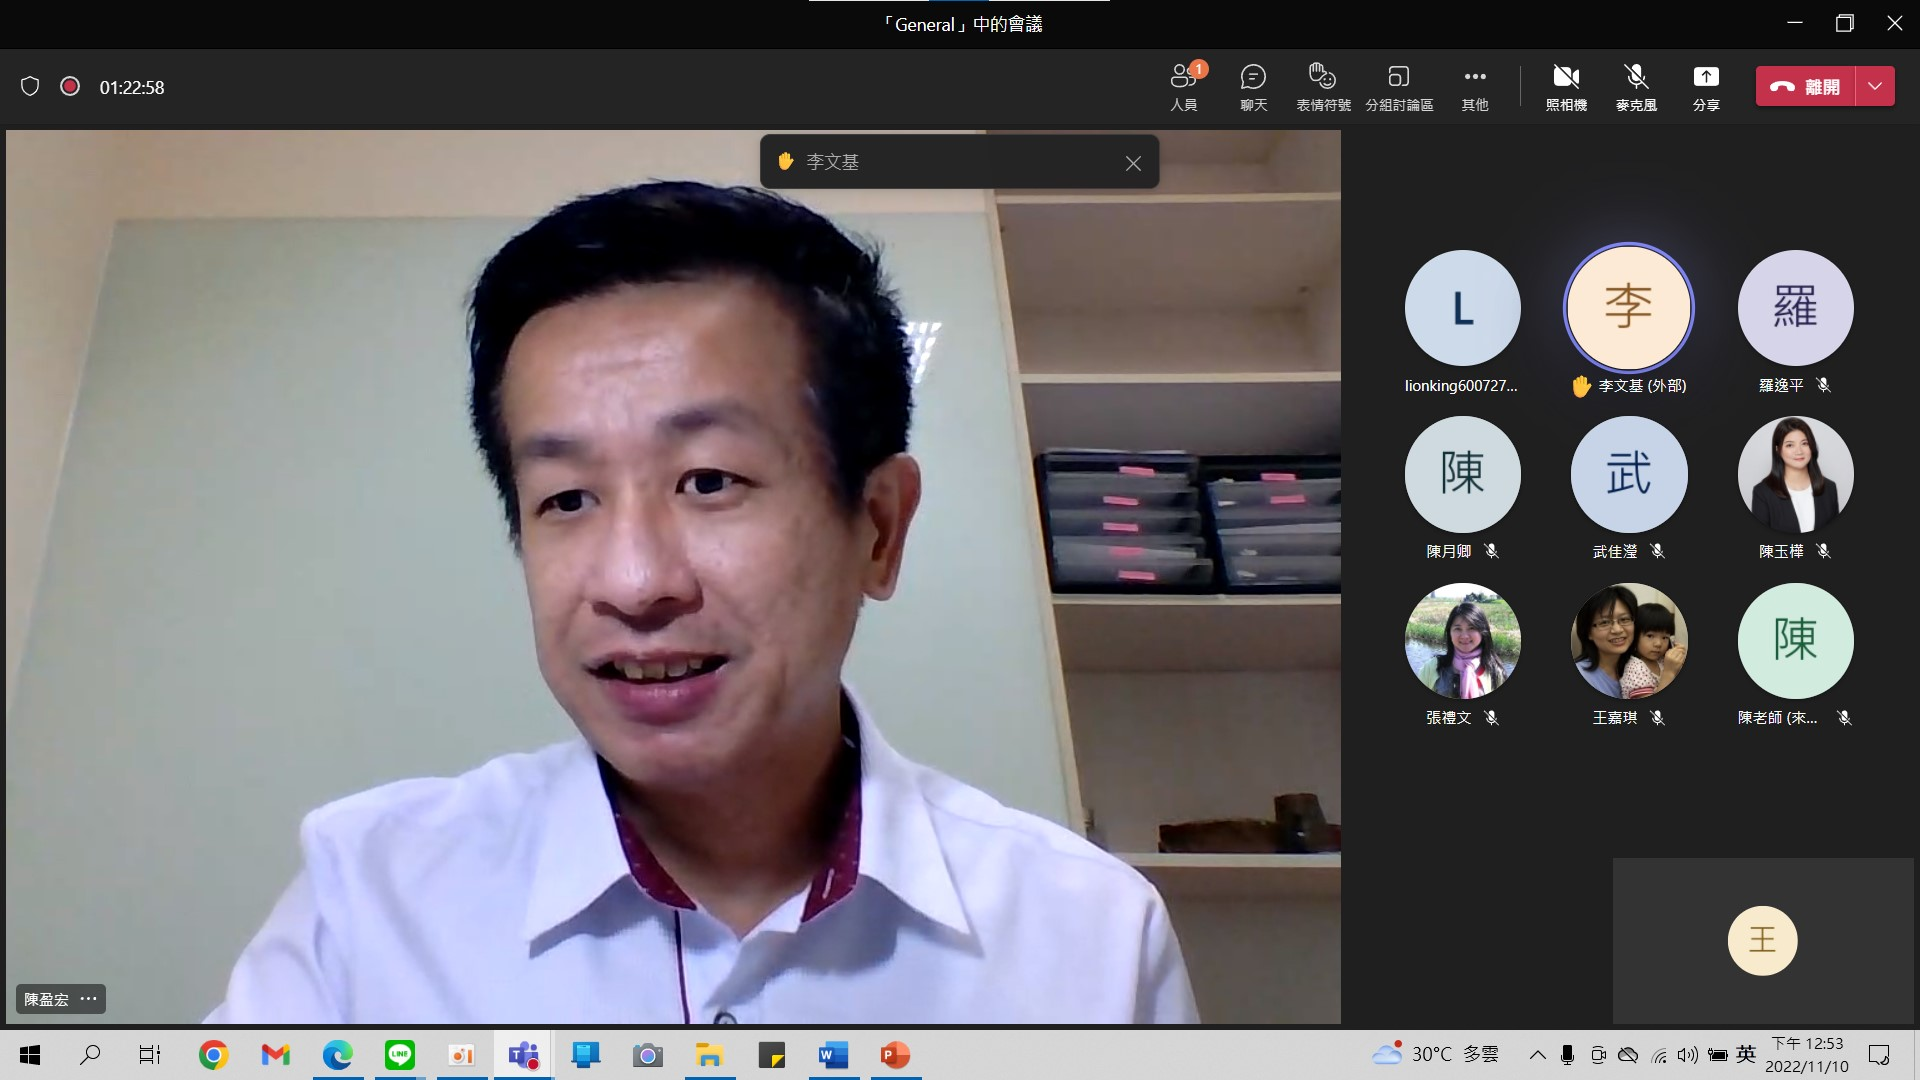 「General」中的會議
01:22:58
1
人員
聊天
表情符號
分組討論區
其他
照相機
麥克風
分享
離開
李文基
L
李
羅
lionking600727...
李文基 (外部)
羅逸平
陳
武
陳月卿
武佳瀅
陳玉樺
陳
張禮文
王嘉琪
陳老師 (來...
王
陳盈宏 ...
LINE
T
W
P
30°C 多雲
英
下午 12:53
2022/11/10